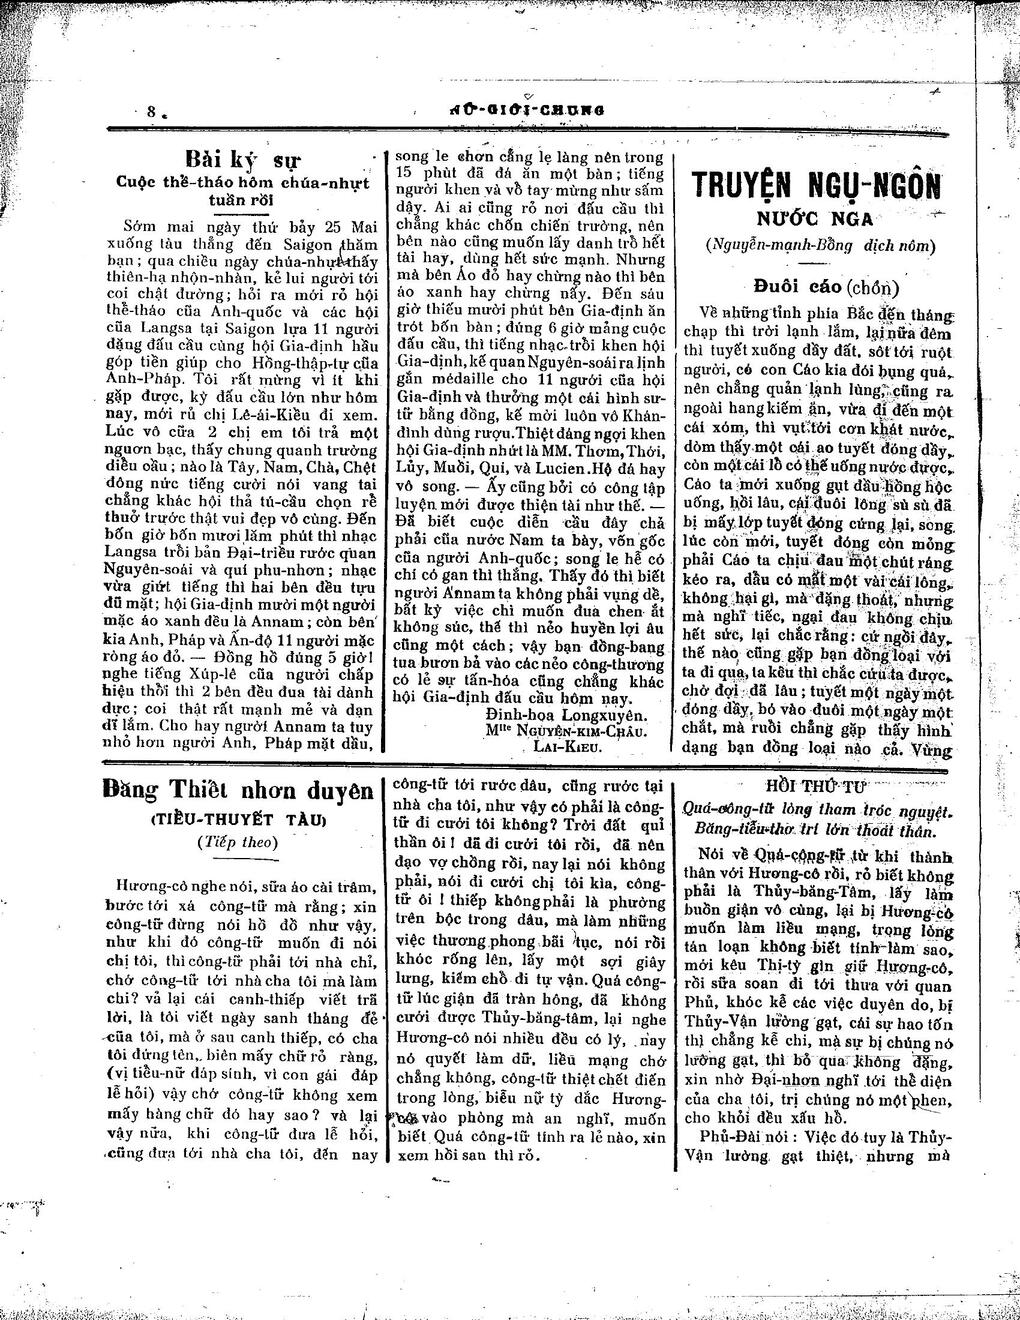 8
NỮ-GIỚI-CHUNG
Bài ký sự
Cuộc thể-tháo hôm chúa-nhựt
tuần rồi
Sớm mai ngày thứ bảy 25 Mai
xuống tàu thẳng đến Saigon thăm
bạn; qua chiều ngày chúa-nhựt thấy
thiên-hạ nhộn-nhàn, kẻ lui người tới
coi chật đường; hỏi ra mới rỏ hội
thể-tháo của Anh-quốc và các hội
của Langsa tại Saigon lựa 11 người
dặng đấu cầu cùng hội Gia-định hầu
góp tiền giúp cho Hồng-thập-tự của
Anh-Pháp. Tôi rất mừng vì ít khi
gặp được, kỳ đấu cầu lớn như hôm
nay, mới rủ chị Lê-ái-Kiều đi xem.
Lúc vô cữa 2 chị em tôi trả một
nguơn bạc, thấy chung quanh trường
diều cầu; nào là Tây, Nam, Chà, Chệt
đông nức tiếng cười nói vang tai
chẳng khác hội thả tú-cầu chọn rể
thuở trước thật vui đẹp vô cùng. Đến
bốn giờ bốn mươi lăm phút thì nhạc
Langsa trỗi bản Đại-triều rước quan
Nguyên-soái và quí phu-nhơn; nhạc
vừa giứt tiếng thì hai bên đều tựu
đũ mặt; hội Gia-định mười một người
mặc áo xanh đều là Annam; còn bên
kia Anh, Pháp và Ấn-độ 11 người mặc
ròng áo đỏ. — Đồng hồ đúng 5 giờ!
nghe tiếng Xúp-lê của người chấp
hiệu thổi thì 2 bên đều đua tài dành
dực; coi thật rất mạnh mẻ và dạn
dĩ lắm. Cho hay người Annam ta tuy
nhỏ hơn người Anh, Pháp mặt dầu,
song le chơn cẳng lẹ làng nên trong
15 phút đã đá ăn một bàn; tiếng
người khen và vỗ tay mừng như sấm
dậy. Ai ai cũng rỏ nơi đấu cầu thì
chẳng khác chốn chiến trường, nên
bên nào cũng muốn lấy danh trổ hết
tài hay, dùng hết sức mạnh. Nhưng
mà bên Áo đỏ hay chừng nào thì bên
áo xanh hay chừng nấy. Đến sáu
giờ thiếu mười phút bên Gia-định ăn
trót bốn bàn; đúng 6 giờ mảng cuộc
đấu cầu, thì tiếng nhạc trổi khen hội
Gia-định, kế quan Nguyên-soái ra lịnh
gắn médaille cho 11 người của hội
Gia-định và thưởng một cái hình sư-
tử bằng đồng, kế mời luôn vô Khán-
đình dùng rượu. Thiệt đáng ngợi khen
hội Gia-định nhứt là MM. Thơm, Thới,
Lủy, Muồi, Qui, và Lucien. Hộ đá hay
vô song. — Ấy cũng bởi có công tập
luyện mới được thiện tài như thế. —
Đã biết cuộc diễn cầu đây chả
phải của nước Nam ta bày, vốn gốc
của người Anh-quốc; song le hễ có
chí có gan thì thắng. Thấy đó thì biết
người Annam ta không phải vụng dề,
bất kỳ việc chi muốn đua chen ắt
không súc, thế thì nẻo huyền lợi âu
cũng một cách; vậy bạn đồng-bang
tua bươn bả vào các nẻo công-thương
có lẻ sự tấn-hóa cũng chẳng khác
hội Gia-định đấu cầu hôm nay.
Đinh-họa Longxuyên.
Mlle NGUYÊN-KIM-CHÂU.
LAI-KIEU.
TRUYỆN NGỤ-NGÔN
NƯỚC NGA
(Nguyễn-mạnh-Bổng dịch nôm)
Đuôi cáo (chồn)
Về những tỉnh phía Bắc đến tháng
chạp thì trời lạnh lắm, lại nữa đêm
thì tuyết xuống dầy đất, sốt tới ruột
người, có con Cáo kia đói bụng quá,
nên chẳng quản lạnh lùng, cũng ra
ngoài hang kiếm ăn, vừa đi đến một
cái xóm, thì vụt tới cơn khát nước,
dòm thấy một cái ao tuyết đóng dầy,
còn một cái lổ có thể uống nước được,
Cáo ta mới xuống gụt đầu hồng hộc
uống, hồi lâu, cái đuôi lông sù sù đã
bị mấy lớp tuyết đóng cứng lại, song
lúc còn mới, tuyết đóng còn mỏng
phải Cáo ta chịu đau một chút ráng
kéo ra, dầu có mất một vài cái lông,
không hại gì, mà đặng thoát, nhưng
mà nghĩ tiếc, ngại đau không chịu
hết sức, lại chắc rằng: cứ ngồi đây,
thế nào cũng gặp bạn đồng loại với
ta đi qua, ta kêu thì chắc cứu ta được,
chờ đợi đã lâu; tuyết một ngày một
đóng dầy, bó vào đuôi một ngày một
chắt, mà ruồi chẳng gặp thấy hình
dạng bạn đồng loại nào cả. Vừng
Băng Thiết nhơn duyên
(TIỂU-THUYẾT TÀU)
(Tiếp theo)
Hương-cô nghe nói, sữa áo cài trâm,
bước tới xá công-tữ mà rằng; xin
công-tữ đừng nói hồ đồ như vậy,
như khi đó công-tữ muốn đi nói
chị tôi, thì công-tữ phải tới nhà chỉ,
chớ công-tữ tới nhà cha tôi mà làm
chi? vả lại cái canh-thiếp viết trã
lời, là tôi viết ngày sanh tháng đẻ
của tôi, mà ở sau canh thiếp, có cha
tôi đứng tên, biên mấy chữ rỏ ràng,
(vị tiểu-nữ đáp sính, vì con gái đáp
lễ hỏi) vậy chớ công-tữ không xem
mấy hàng chữ đó hay sao? và lại
vậy nữa, khi công-tữ đưa lễ hỏi,
cũng đưa tới nhà cha tôi, đến nay
công-tữ tới rước dâu, cũng rước tại
nhà cha tôi, như vậy có phải là công-
tữ đi cưới tôi không? Trời đất quỉ
thần ôi! đã đi cưới tôi rồi, đã nên
đạo vợ chồng rồi, nay lại nói không
phải, nói đi cưới chị tôi kìa, công-
tữ ôi! thiếp không phải là phường
trên bộc trong dâu, mà làm những
việc thương phong bãi tục, nói rồi
khóc rống lên, lấy một sợi giây
lưng, kiếm chồ đi tự vận. Quá công-
tữ lúc giận đã tràn hông, đã không
cưới được Thủy-băng-tâm, lại nghe
Hương-cô nói nhiều đều có lý, nay
nó quyết làm dữ, liều mạng chớ
chẳng không, công-tữ thiệt chết điến
trong lòng, biểu nữ tỳ dắc Hương-
cô vào phòng mà an nghĩ, muốn
biết Quá công-tữ tính ra lẻ nào, xin
xem hồi sau thì rỏ.
HỒI THỨ TƯ
Quá-công-tữ lòng tham tróc nguyệt.
Băng-tiểu-thơ trí lớn thoát thân.
Nói về Quá-công-tữ từ khi thành
thân với Hương-cô rồi, rỏ biết không
phải là Thủy-băng-Tâm, lấy làm
buồn giận vô cùng, lại bị Hương-cô
muốn làm liều mạng, trong lòng
tán loạn không biết tính làm sao,
mới kêu Thị-tỳ gìn giữ Hương-cô,
rồi sữa soạn đi tới thưa với quan
Phủ, khóc kể các việc duyên do, bị
Thủy-Vận lường gạt, cái sự hao tốn
thì chẳng kể chi, mà sự bị chúng nó
lường gạt, thì bỏ qua không đặng,
xin nhờ Đại-nhơn nghĩ tới thể diện
của cha tôi, trị chúng nó một phen,
cho khỏi đều xấu hổ.
Phủ-Đài nói: Việc đó tuy là Thủy-
Vận lường gạt thiệt, nhưng mà